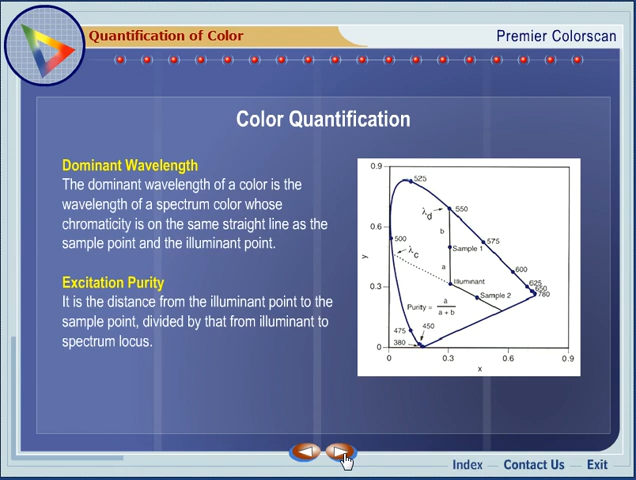 Quantification of Color
Premier Colorscan
Color Quantification
Dominant Wavelength
The dominant wavelength of a color is the
wavelength of a spectrum color whose
chromaticity is on the same straight line as the
sample point and the illuminant point.
Excitation Purity
It is the distance from the illuminant point to the
sample point, divided by that from illuminant to
spectrum locus.
0.9
525
λd
550
0.6
b
500
λc
Sample 1
575
y
a
600
Illuminant
0.3
625
650
780
Sample 2
Purity = a
a + b
475
450
380
0
0
0.3
0.6
0.9
x
Index
Contact Us
Exit